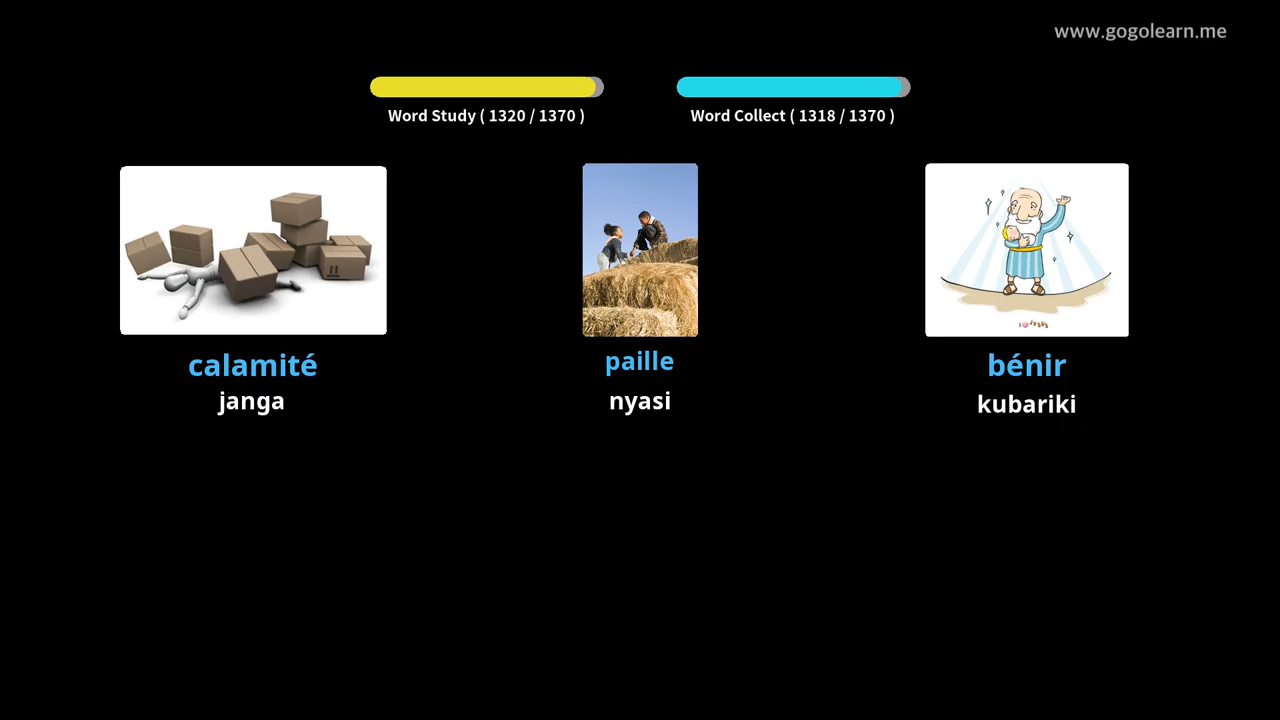 www.gogolearn.me
Word Study ( 1320 / 1370 )
Word Collect ( 1318 / 1370 )
calamité
janga
paille
nyasi
bénir
kubariki